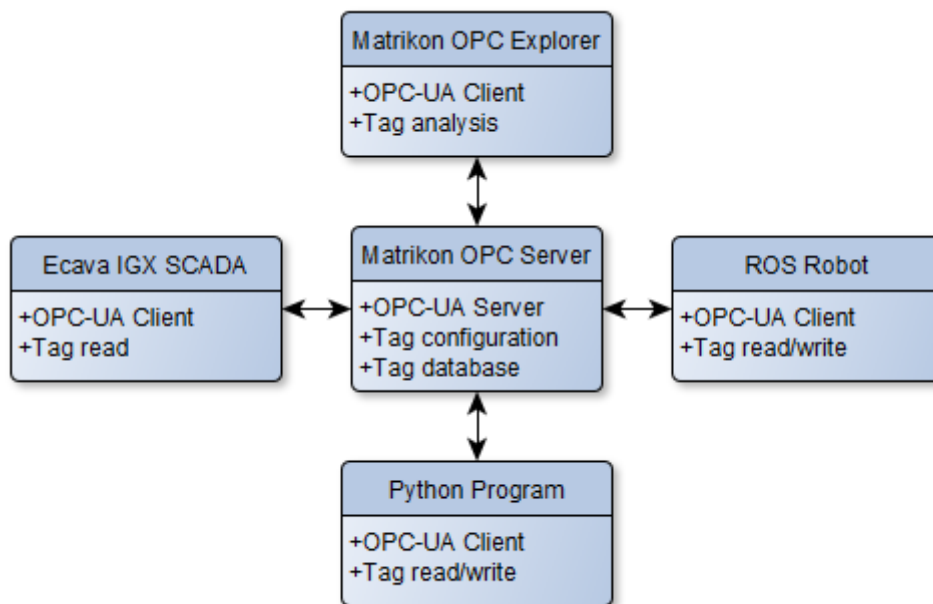 Matrikon OPC Explorer
+OPC-UA Client
+Tag analysis
Ecava IGX SCADA
+OPC-UA Client
+Tag read
Matrikon OPC Server
+OPC-UA Server
+Tag configuration
+Tag database
ROS Robot
+OPC-UA Client
+Tag read/write
Python Program
+OPC-UA Client
+Tag read/write